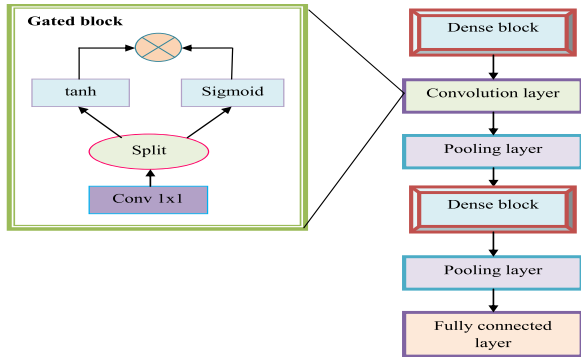 Gated block
tanh
Sigmoid
Split
Conv 1x1
Dense block
Convolution layer
Pooling layer
Dense block
Pooling layer
Fully connected
layer